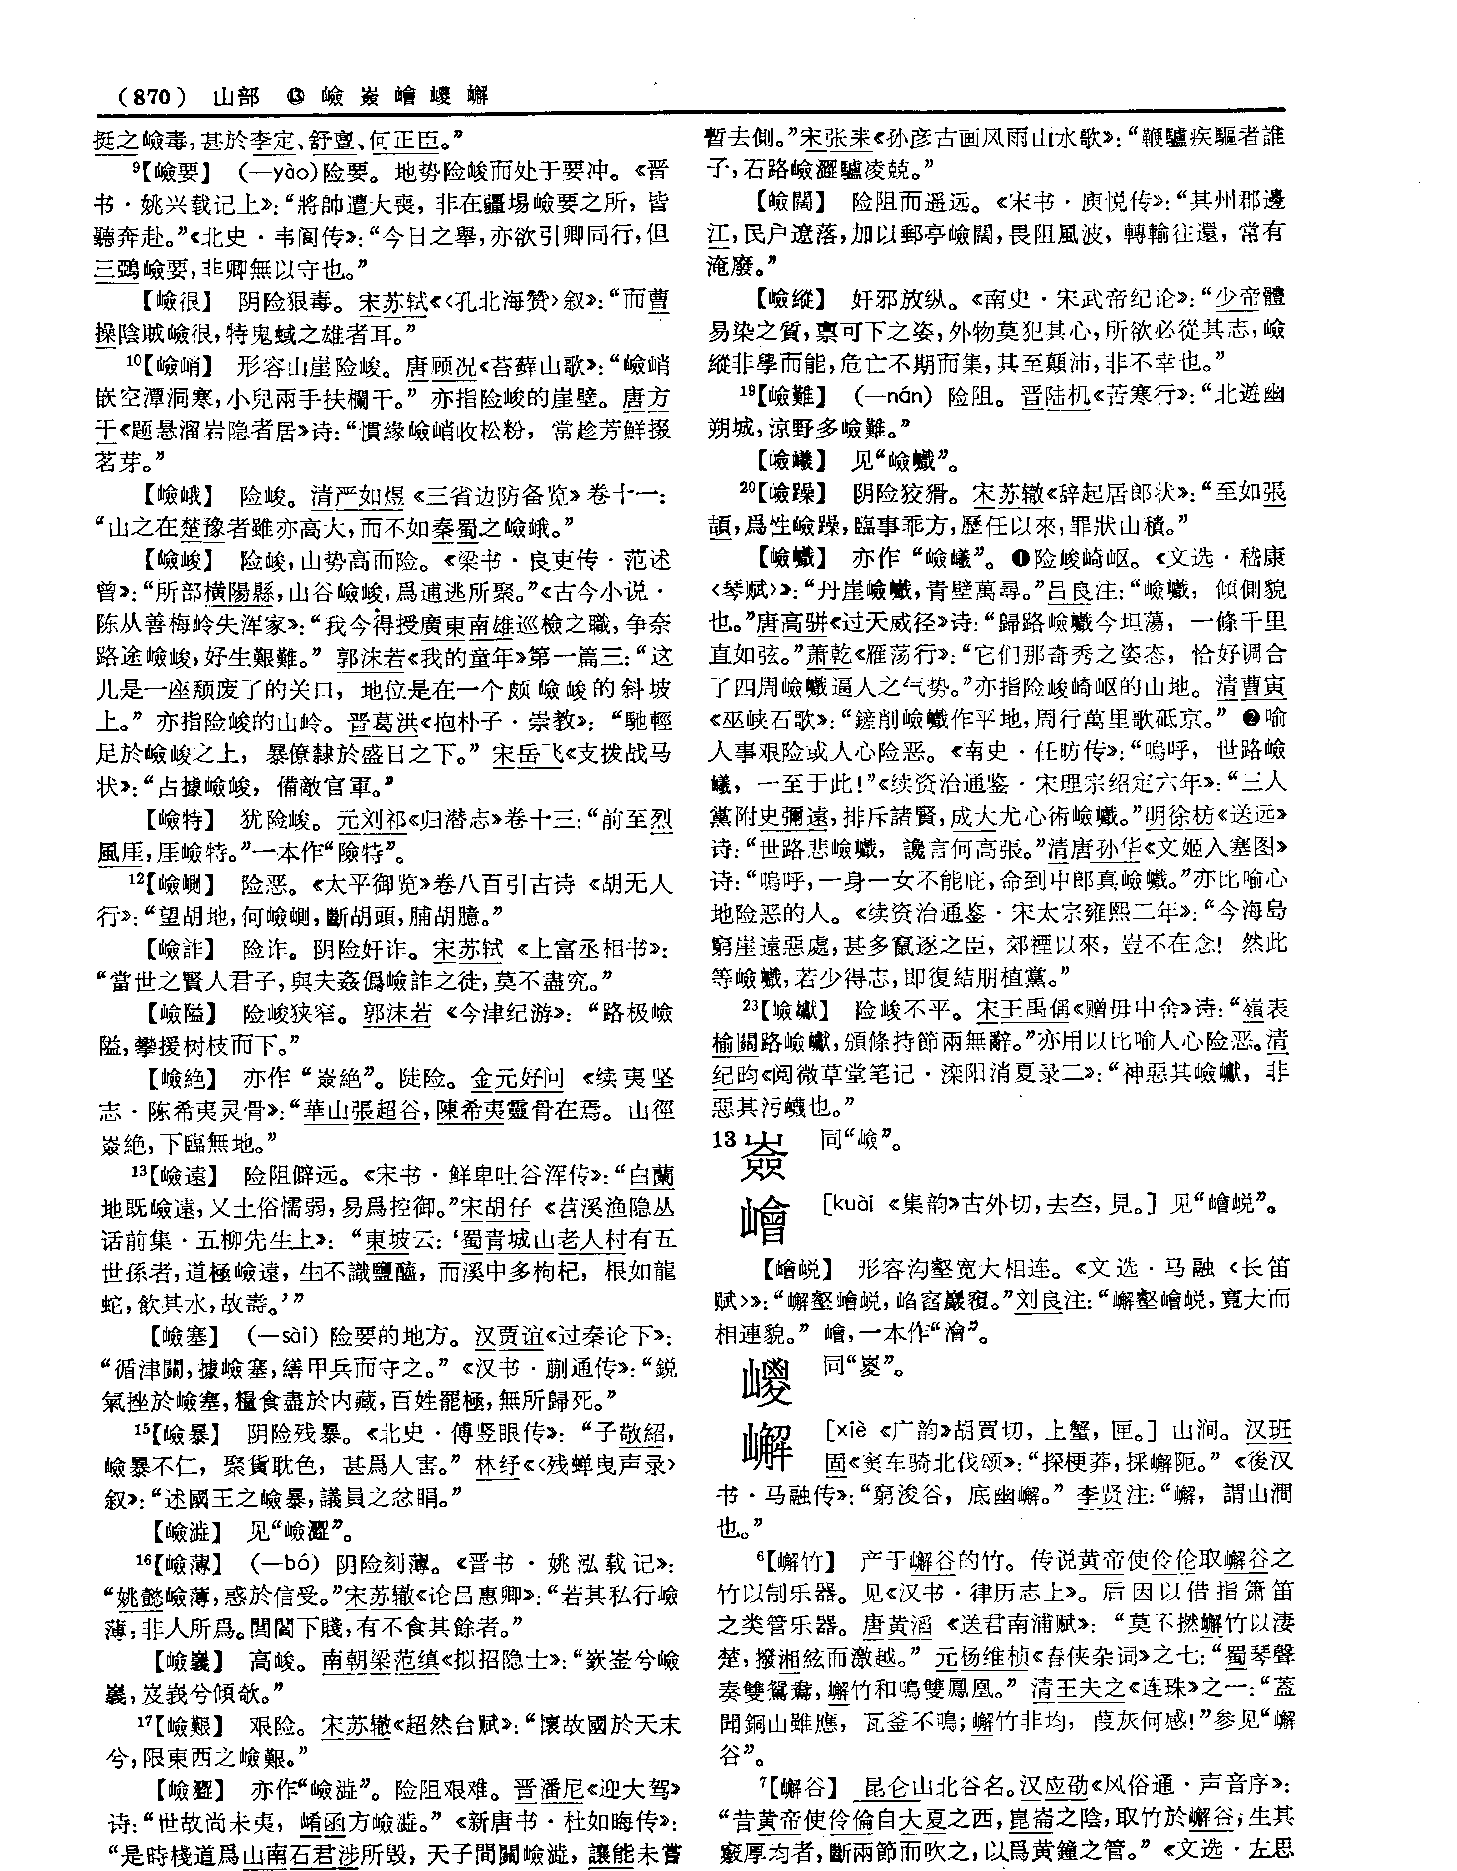 （870） 山部 ⓭ 嶮 嶮 嶒 嵕 嶰
挺之嶮毒，甚於李定、舒亶、何正臣。”
⁹【嶮要】 （—yào）险要。地势险峻而处于要冲。《晋
书·姚兴载记上》：“將帥遭大喪，非在疆場嶮要之所，皆
聽奔赴。”《北史·韦阆传》：“今日之舉，亦欲引卿同行，但
三鵶嶮要，非卿無以守也。”
【嶮很】 阴险狠毒。宋苏轼《〈孔北海赞〉叙》：“而曹
操陰賊嶮很，特鬼蜮之雄者耳。”
¹⁰【嶮峭】 形容山崖险峻。唐顾况《苔藓山歌》：“嶮峭
嵌空潭洞寒，小兒兩手扶欄干。” 亦指险峻的崖壁。唐方
干《题悬溜岩隐者居》诗：“慣緣嶮峭收松粉，常趁芳鮮掇
茗芽。”
【嶮峨】 险峻。清严如煜《三省边防备览》卷十一：
“山之在楚豫者雖亦高大，而不如秦蜀之嶮峨。”
【嶮峻】 险峻，山势高而险。《梁书·良吏传·范述
曾》：“所部橫陽縣，山谷嶮峻，爲逋逃所聚。”《古今小说·
陈从善梅岭失浑家》：“我今得授廣東南雄巡檢之職，争奈
路途嶮峻，好生艱難。” 郭沫若《我的童年》第一篇三：“这
儿是一座颓废了的关口，地位是在一个颇嶮峻的斜坡
上。” 亦指险峻的山岭。晋葛洪《抱朴子·崇教》：“馳輕
足於嶮峻之上，暴僚隸於盛日之下。” 宋岳飞《支拨战马
状》：“占據嶮峻，備敵官軍。”
【嶮特】 犹险峻。元刘祁《归潜志》卷十三：“前至烈
風厓，厓嶮特。”一本作“險特”。
¹²【嶮崱】 险恶。《太平御览》卷八百引古诗《胡无人
行》：“望胡地，何嶮崱，斷胡頭，脯胡臆。”
【嶮詐】 险诈。阴险奸诈。宋苏轼《上富丞相书》：
“當世之賢人君子，與夫姦僞嶮詐之徒，莫不盡究。”
【嶮隘】 险峻狭窄。郭沫若《今津纪游》：“路极嶮
隘，攀援树枝而下。”
【嶮絶】 亦作“嶮絶”。陡险。金元好问《续夷坚
志·陈希夷灵骨》：“華山張超谷，陳希夷靈骨在焉。山徑
嶮絶，下臨無地。”
¹³【嶮遠】 险阻僻远。《宋书·鲜卑吐谷浑传》：“白蘭
地既嶮遠，又土俗懦弱，易爲控御。”宋胡仔《苕溪渔隐丛
话前集·五柳先生上》：“東坡云：‘蜀青城山老人村有五
世孫者，道極嶮遠，生不識鹽醯，而溪中多枸杞，根如龍
蛇，飲其水，故壽。’”
【嶮塞】 （—sài）险要的地方。汉贾谊《过秦论下》：
“循津關，據嶮塞，繕甲兵而守之。”《汉书·蒯通传》：“鋭
氣挫於嶮塞，糧食盡於内藏，百姓罷極，無所歸死。”
¹⁵【嶮暴】 阴险残暴。《北史·傅竖眼传》：“子敬紹，
嶮暴不仁，聚貨耽色，甚爲人害。” 林纾《〈残蝉曳声录〉
叙》：“述國王之嶮暴，議員之忿睊。”
【嶮澁】 见“嶮澀”。
¹⁶【嶮薄】 （—bó）阴险刻薄。《晋书·姚泓载记》：
“姚懿嶮薄，惑於信受。”宋苏辙《论吕惠卿》：“若其私行嶮
薄，非人所爲。閭閻下賤，有不食其餘者。”
【嶮巇】 高峻。南朝梁范缜《拟招隐士》：“嶔崟兮嶮
巇，岌峩兮傾欹。”
¹⁷【嶮艱】 艰险。宋苏辙《超然台赋》：“懷故國於天末
兮，限東西之嶮艱。”
【嶮澀】 亦作“嶮澁”。险阻艰难。晋潘尼《迎大驾》
诗：“世故尚未夷，崤函方嶮澁。”《新唐书·杜如晦传》：
“是時棧道爲山南石君涉所毁，天子間關嶮澁，讓能未嘗
暫去側。”宋张耒《孙彦古画风雨山水歌》：“鞭驢疾驅者誰
子，石路嶮澀驢凌兢。”
【嶮闊】 险阻而遥远。《宋书·庾悦传》：“其州郡邊
江，民户遼落，加以郵亭嶮闊，畏阻風波，轉輸往還，常有
淹廢。”
【嶮縱】 奸邪放纵。《南史·宋武帝纪论》：“少帝體
易染之質，禀可下之姿，外物莫犯其心，所欲必從其志，嶮
縱非學而能，危亡不期而集，其至顛沛，非不幸也。”
¹⁹【嶮難】 （—nán）险阻。晋陆机《苦寒行》：“北遊幽
朔城，涼野多嶮難。”
【嶮㠢】 见“嶮巇”。
²⁰【嶮躁】 阴险狡猾。宋苏辙《辞起居郎状》：“至如張
頡，爲性嶮躁，臨事乖方，歷任以來，罪狀山積。”
【嶮巇】 亦作“嶮㠢”。❶险峻崎岖。《文选·嵇康
〈琴赋〉》：“丹崖嶮巇，青壁萬尋。”吕良注：“嶮巇，傾側貌
也。”唐高骈《过天威径》诗：“歸路嶮巇今坦蕩，一條千里
直如弦。”萧乾《雁荡行》：“它们那奇秀之姿态，恰好调合
了四周嶮巇逼人之气势。”亦指险峻崎岖的山地。清曹寅
《巫峡石歌》：“鏟削嶮巇作平地，周行萬里歌砥京。” ❷喻
人事艰险或人心险恶。《南史·任昉传》：“嗚呼，世路嶮
㠢，一至于此！”《续资治通鉴·宋理宗绍定六年》：“三人
黨附史彌遠，排斥諸賢，成大尤心術嶮巇。”明徐枋《送远》
诗：“世路悲嶮巇，讒言何高張。”清唐孙华《文姬入塞图》
诗：“嗚呼，一身一女不能庇，命到中郎真嶮巇。”亦比喻心
地险恶的人。《续资治通鉴·宋太宗雍熙二年》：“今海島
窮崖遠惡處，甚多竄逐之臣，郊禋以來，豈不在念！然此
等嶮巇，若少得志，即復結朋植黨。”
²³【嶮巘】 险峻不平。宋王禹偁《赠毋中舍》诗：“嶺表
榆關路嶮巘，頒條持節兩無辭。”亦用以比喻人心险恶。清
纪昀《阅微草堂笔记·滦阳消夏录二》：“神惡其嶮巘，非
惡其污衊也。”
13 嶮 同“嶮”。
嶒 ［kuài 《集韵》古外切，去夳，見。］见“嶒㟋”。
【嶒㟋】 形容沟壑宽大相连。《文选·马融〈长笛
赋〉》：“嶰壑嶒㟋，㟏窞巖覆。”刘良注：“嶰壑嶒㟋，寬大而
相連貌。” 嶒，一本作“澮”。
嵕 同“嵏”。
嶰 ［xiè 《广韵》胡買切，上蟹，匣。］山涧。汉班
固《窦车骑北伐颂》：“探梗莽，採嶰阨。”《後汉
书·马融传》：“窮浚谷，底幽嶰。” 李贤注：“嶰，謂山澗
也。”
⁶【嶰竹】 产于嶰谷的竹。传说黄帝使伶伦取嶰谷之
竹以制乐器。见《汉书·律历志上》。后因以借指箫笛
之类管乐器。唐黄滔《送君南浦赋》：“莫不撚嶰竹以淒
楚，撥湘絃而激越。” 元杨维桢《春侠杂词》之七：“蜀琴聲
奏雙鴛鴦，嶰竹和鳴雙鳳凰。” 清王夫之《连珠》之一：“蓋
聞銅山雖應，瓦釜不鳴；嶰竹非均，葭灰何感！”参见“嶰
谷”。
⁷【嶰谷】 昆仑山北谷名。汉应劭《风俗通·声音序》：
“昔黄帝使伶倫自大夏之西，崑崙之陰，取竹於嶰谷，生其
竅厚均者，斷兩節而吹之，以爲黄鐘之管。”《文选·左思